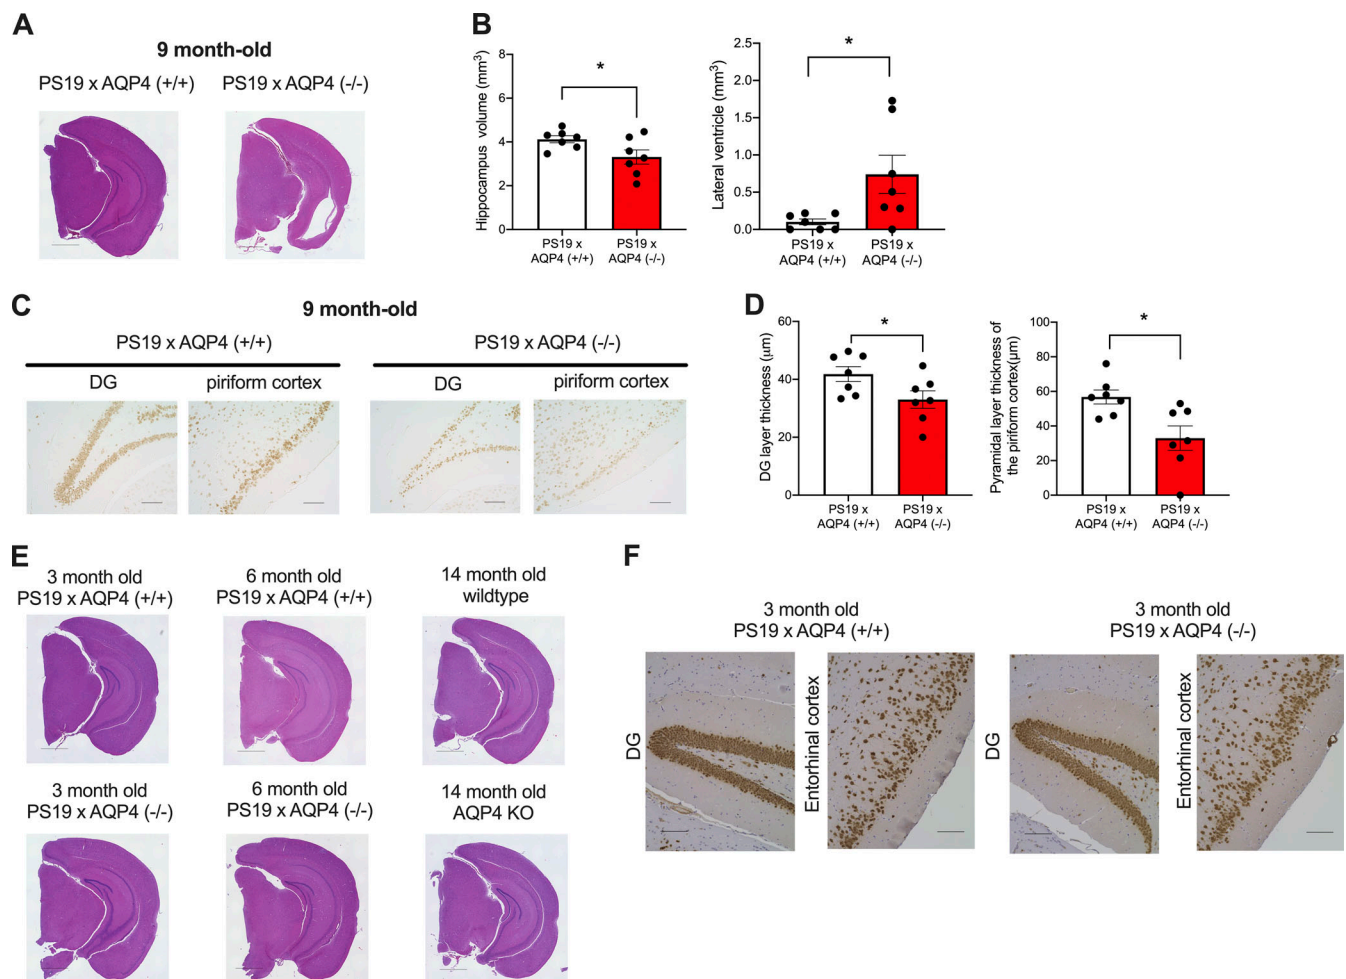 A
9 month-old
PS19 x AQP4 (+/+)
PS19 x AQP4 (-/-)
B
Hippocampus volume (mm³)
8
6
4
2
0
*
PS19 x
AQP4 (+/+)
PS19 x
AQP4 (-/-)
Lateral ventricle (mm³)
2.5
2.0
1.5
1.0
0.5
0.0
*
PS19 x
AQP4 (+/+)
PS19 x
AQP4 (-/-)
C
9 month-old
PS19 x AQP4 (+/+)
PS19 x AQP4 (-/-)
DG
piriform cortex
DG
piriform cortex
D
DG layer thickness (μm)
60
40
20
0
*
PS19 x
AQP4 (+/+)
PS19 x
AQP4 (-/-)
Pyramidal layer thickness of
the piriform cortex(μm)
100
80
60
40
20
0
*
PS19 x
AQP4 (+/+)
PS19 x
AQP4 (-/-)
E
3 month old
PS19 x AQP4 (+/+)
6 month old
PS19 x AQP4 (+/+)
14 month old
wildtype
3 month old
PS19 x AQP4 (-/-)
6 month old
PS19 x AQP4 (-/-)
14 month old
AQP4 KO
F
3 month old
PS19 x AQP4 (+/+)
3 month old
PS19 x AQP4 (-/-)
DG
Entorhinal cortex
DG
Entorhinal cortex